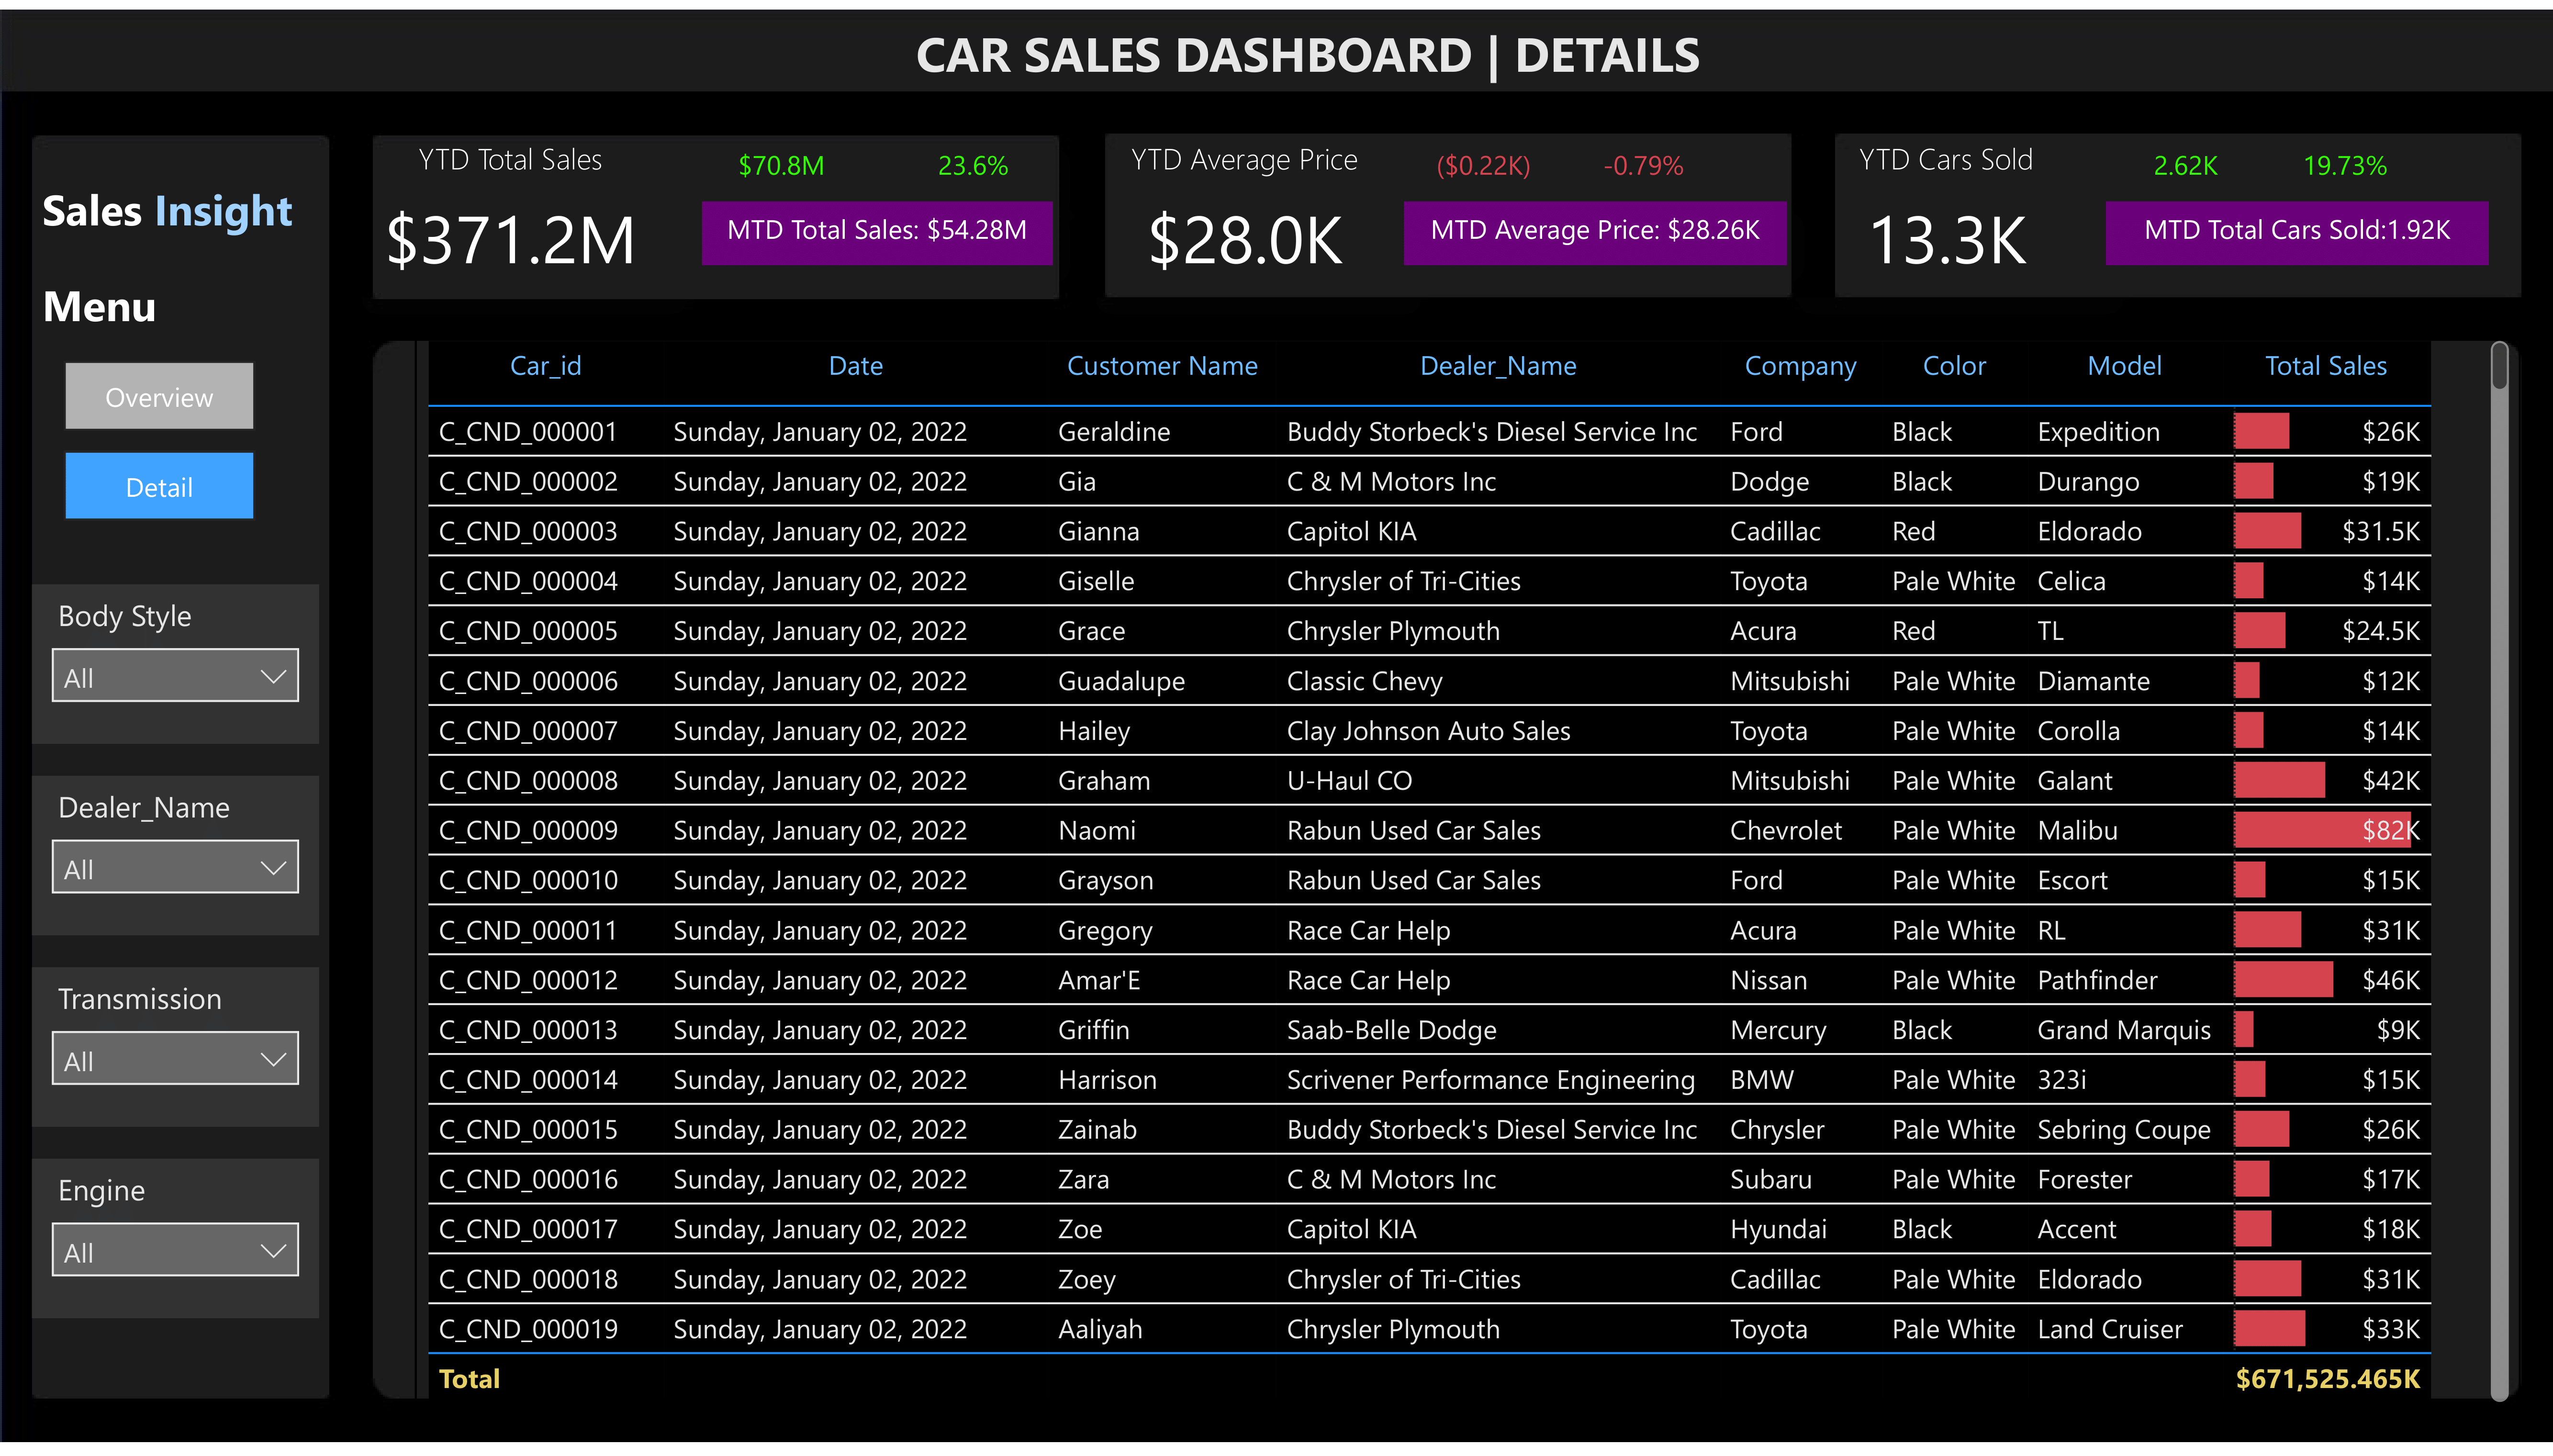 CAR SALES DASHBOARD | DETAILS
Sales Insight
Menu
Overview
Detail
Body Style
All
Dealer_Name
All
Transmission
All
Engine
All
YTD Total Sales $70.8M 23.6%
$371.2M MTD Total Sales: $54.28M
YTD Average Price ($0.22K) -0.79%
$28.0K MTD Average Price: $28.26K
YTD Cars Sold 2.62K 19.73%
13.3K MTD Total Cars Sold:1.92K
Car_id Date Customer Name Dealer_Name Company Color Model Total Sales
C_CND_000001 Sunday, January 02, 2022 Geraldine Buddy Storbeck's Diesel Service Inc Ford Black Expedition $26K
C_CND_000002 Sunday, January 02, 2022 Gia C & M Motors Inc Dodge Black Durango $19K
C_CND_000003 Sunday, January 02, 2022 Gianna Capitol KIA Cadillac Red Eldorado $31.5K
C_CND_000004 Sunday, January 02, 2022 Giselle Chrysler of Tri-Cities Toyota Pale White Celica $14K
C_CND_000005 Sunday, January 02, 2022 Grace Chrysler Plymouth Acura Red TL $24.5K
C_CND_000006 Sunday, January 02, 2022 Guadalupe Classic Chevy Mitsubishi Pale White Diamante $12K
C_CND_000007 Sunday, January 02, 2022 Hailey Clay Johnson Auto Sales Toyota Pale White Corolla $14K
C_CND_000008 Sunday, January 02, 2022 Graham U-Haul CO Mitsubishi Pale White Galant $42K
C_CND_000009 Sunday, January 02, 2022 Naomi Rabun Used Car Sales Chevrolet Pale White Malibu $82K
C_CND_000010 Sunday, January 02, 2022 Grayson Rabun Used Car Sales Ford Pale White Escort $15K
C_CND_000011 Sunday, January 02, 2022 Gregory Race Car Help Acura Pale White RL $31K
C_CND_000012 Sunday, January 02, 2022 Amar'E Race Car Help Nissan Pale White Pathfinder $46K
C_CND_000013 Sunday, January 02, 2022 Griffin Saab-Belle Dodge Mercury Black Grand Marquis $9K
C_CND_000014 Sunday, January 02, 2022 Harrison Scrivener Performance Engineering BMW Pale White 323i $15K
C_CND_000015 Sunday, January 02, 2022 Zainab Buddy Storbeck's Diesel Service Inc Chrysler Pale White Sebring Coupe $26K
C_CND_000016 Sunday, January 02, 2022 Zara C & M Motors Inc Subaru Pale White Forester $17K
C_CND_000017 Sunday, January 02, 2022 Zoe Capitol KIA Hyundai Black Accent $18K
C_CND_000018 Sunday, January 02, 2022 Zoey Chrysler of Tri-Cities Cadillac Pale White Eldorado $31K
C_CND_000019 Sunday, January 02, 2022 Aaliyah Chrysler Plymouth Toyota Pale White Land Cruiser $33K
Total $671,525.465K